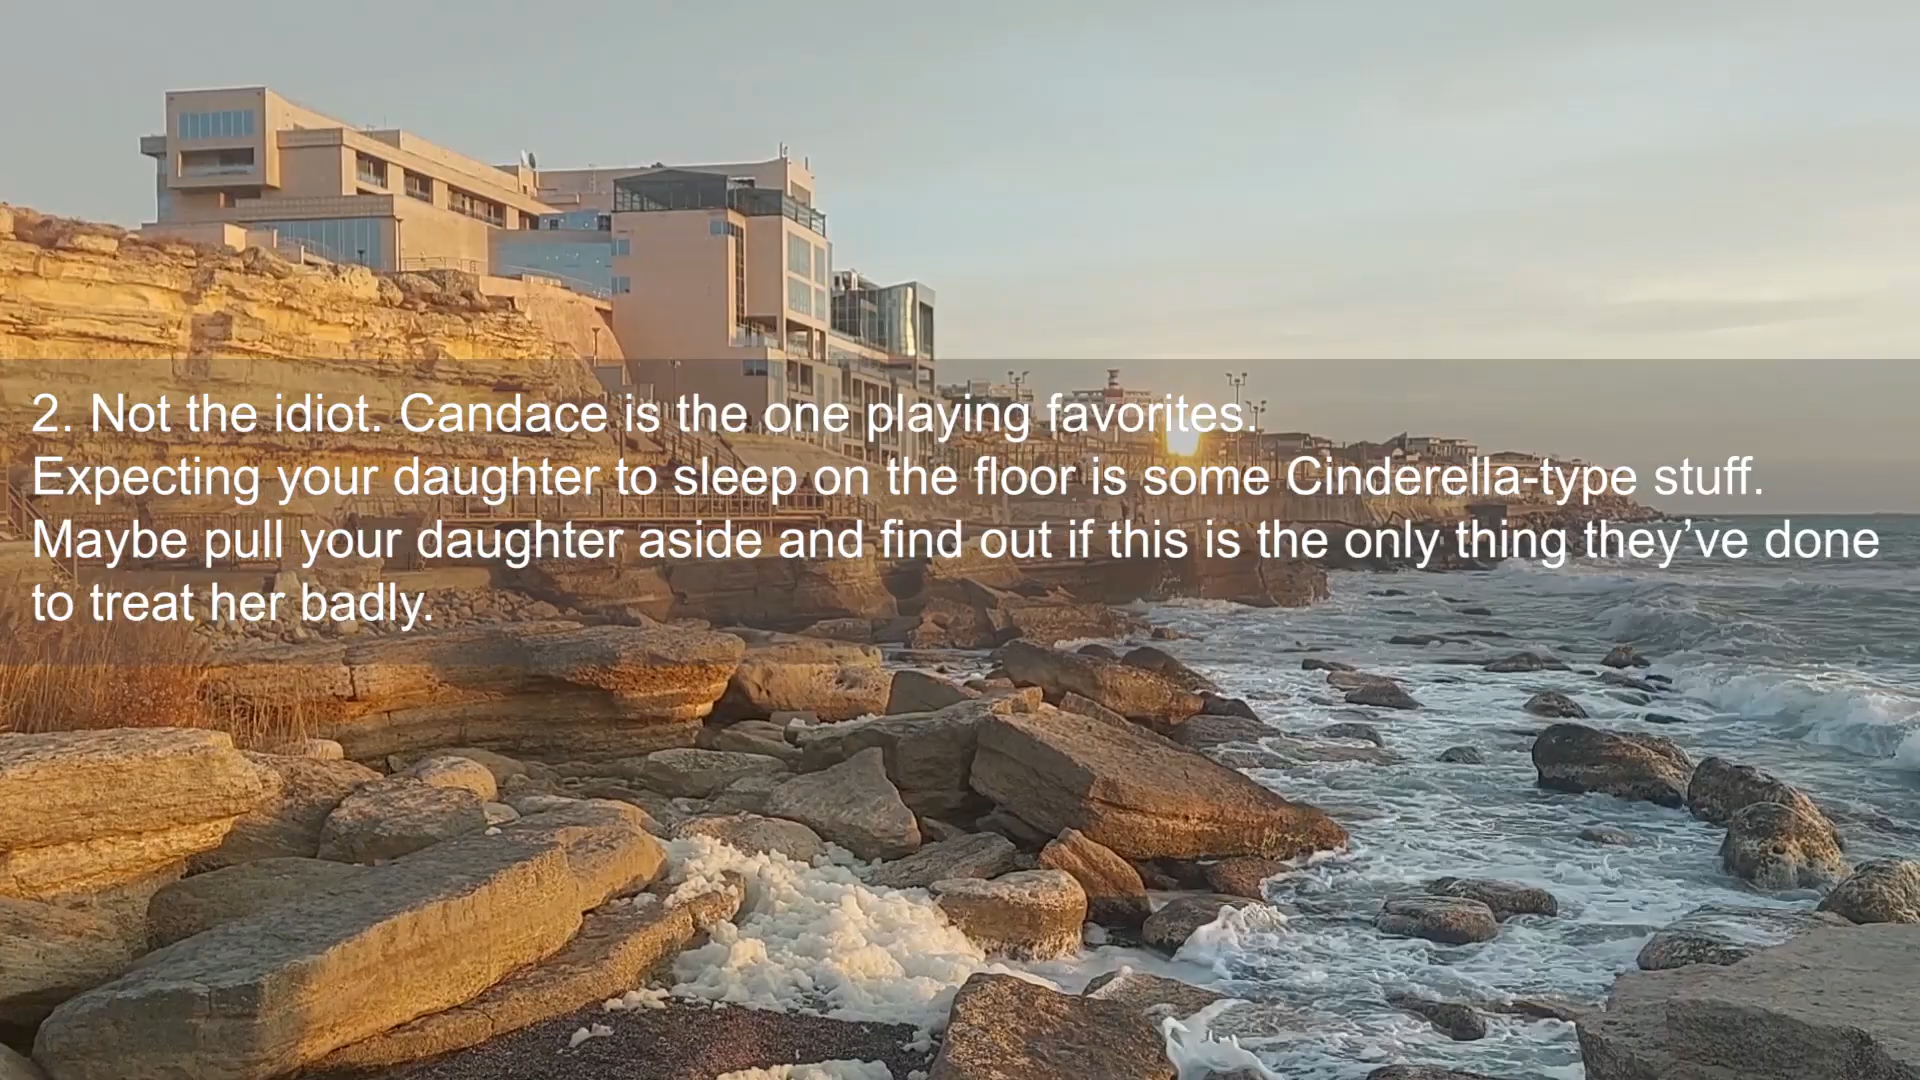 2. Not the idiot. Candace is the one playing favorites.
Expecting your daughter to sleep on the floor is some Cinderella-type stuff.
Maybe pull your daughter aside and find out if this is the only thing they’ve done
to treat her badly.